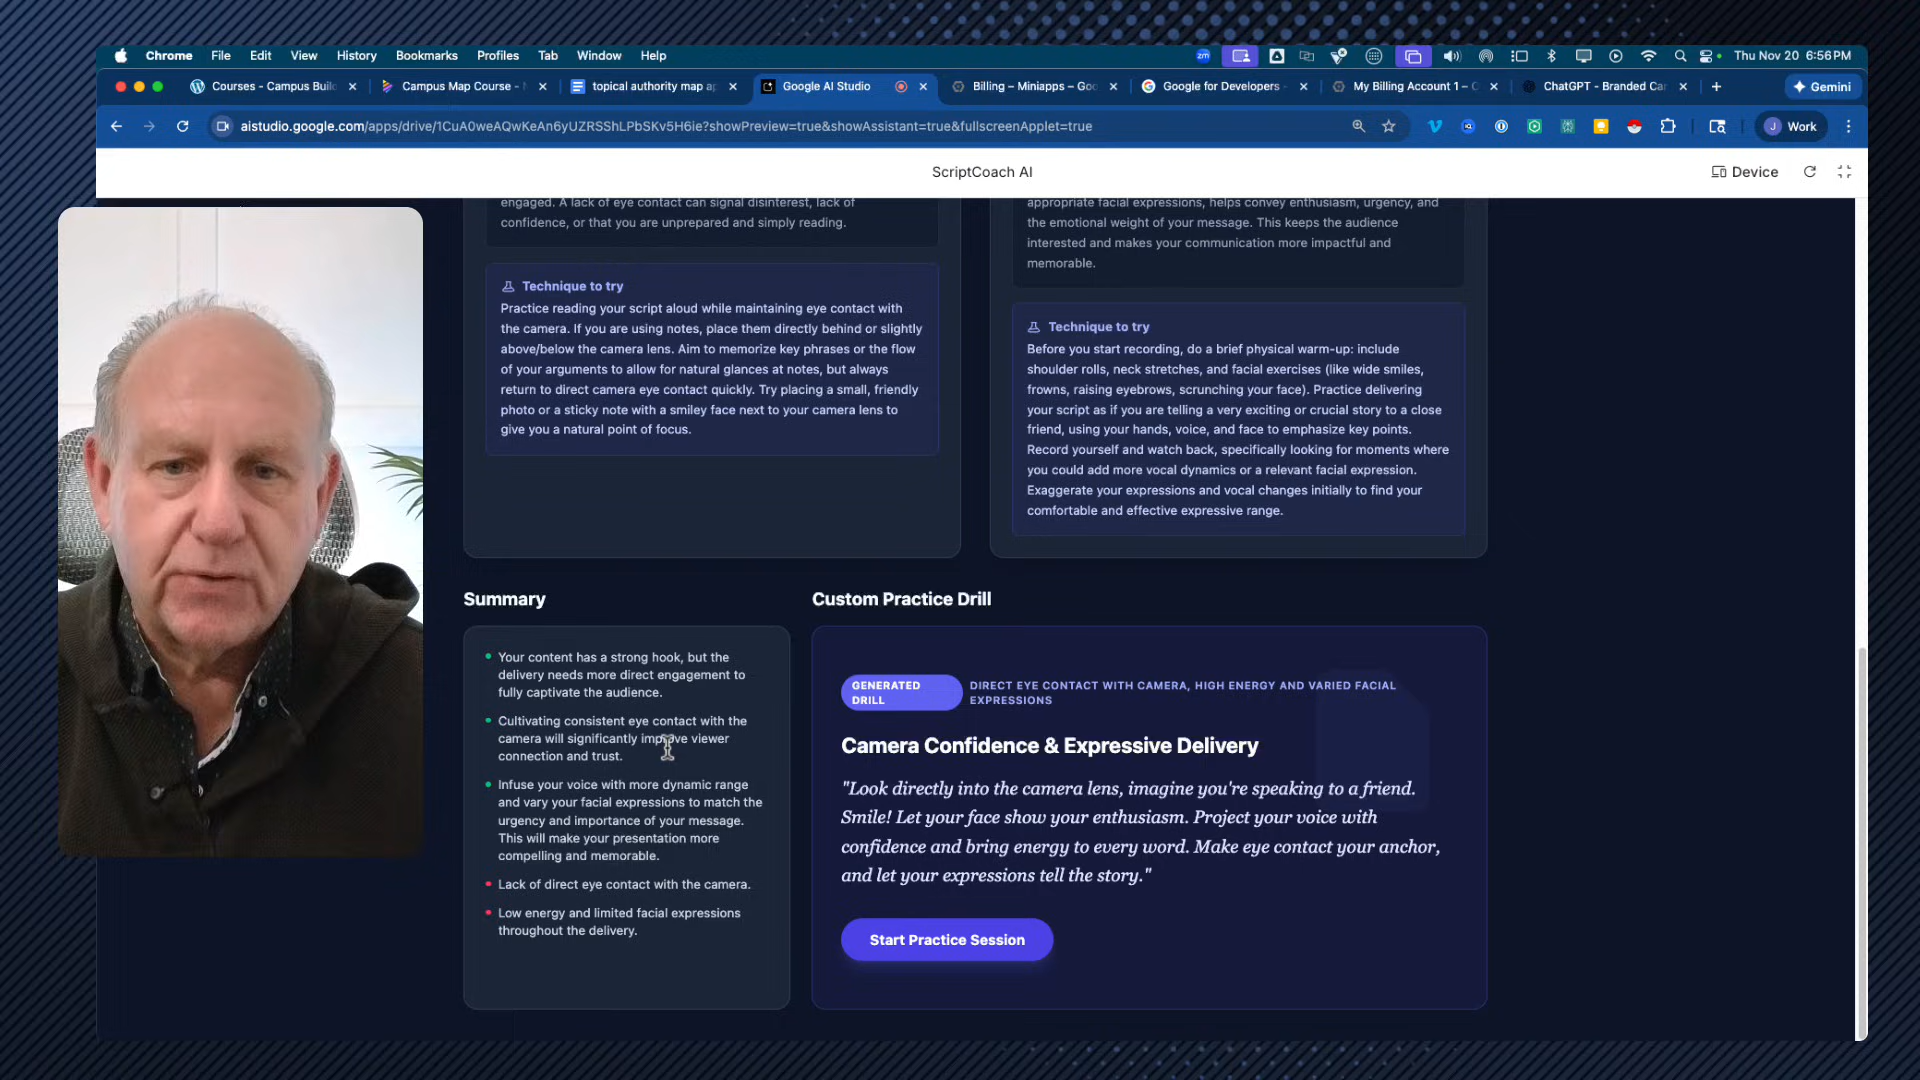 Chrome File Edit View History Bookmarks Profiles Tab Window Help
zm
Thu Nov 20 6:56 PM
Courses - Campus Buil
Campus Map Course -
topical authority map ap
Google AI Studio
Billing – Miniapps – Goo
Google for Developers -
My Billing Account 1 –
ChatGPT - Branded Car
Gemini
aistudio.google.com/apps/drive/1CuA0weAQwKeAn6yUZRSShLPbSKv5H6ie?showPreview=true&showAssistant=true&fullscreenApplet=true
J Work
ScriptCoach AI
Device
engaged. A lack of eye contact can signal disinterest, lack of
confidence, or that you are unprepared and simply reading.
Technique to try
Practice reading your script aloud while maintaining eye contact with
the camera. If you are using notes, place them directly behind or slightly
above/below the camera lens. Aim to memorize key phrases or the flow
of your arguments to allow for natural glances at notes, but always
return to direct camera eye contact quickly. Try placing a small, friendly
photo or a sticky note with a smiley face next to your camera lens to
give you a natural point of focus.
appropriate facial expressions, helps convey enthusiasm, urgency, and
the emotional weight of your message. This keeps the audience
interested and makes your communication more impactful and
memorable.
Technique to try
Before you start recording, do a brief physical warm-up: include
shoulder rolls, neck stretches, and facial exercises (like wide smiles,
frowns, raising eyebrows, scrunching your face). Practice delivering
your script as if you are telling a very exciting or crucial story to a close
friend, using your hands, voice, and face to emphasize key points.
Record yourself and watch back, specifically looking for moments where
you could add more vocal dynamics or a relevant facial expression.
Exaggerate your expressions and vocal changes initially to find your
comfortable and effective expressive range.
Summary
Your content has a strong hook, but the
delivery needs more direct engagement to
fully captivate the audience.
Cultivating consistent eye contact with the
camera will significantly improve viewer
connection and trust.
Infuse your voice with more dynamic range
and vary your facial expressions to match the
urgency and importance of your message.
This will make your presentation more
compelling and memorable.
Lack of direct eye contact with the camera.
Low energy and limited facial expressions
throughout the delivery.
Custom Practice Drill
GENERATED
DRILL
DIRECT EYE CONTACT WITH CAMERA, HIGH ENERGY AND VARIED FACIAL
EXPRESSIONS
Camera Confidence & Expressive Delivery
"Look directly into the camera lens, imagine you're speaking to a friend.
Smile! Let your face show your enthusiasm. Project your voice with
confidence and bring energy to every word. Make eye contact your anchor,
and let your expressions tell the story."
Start Practice Session